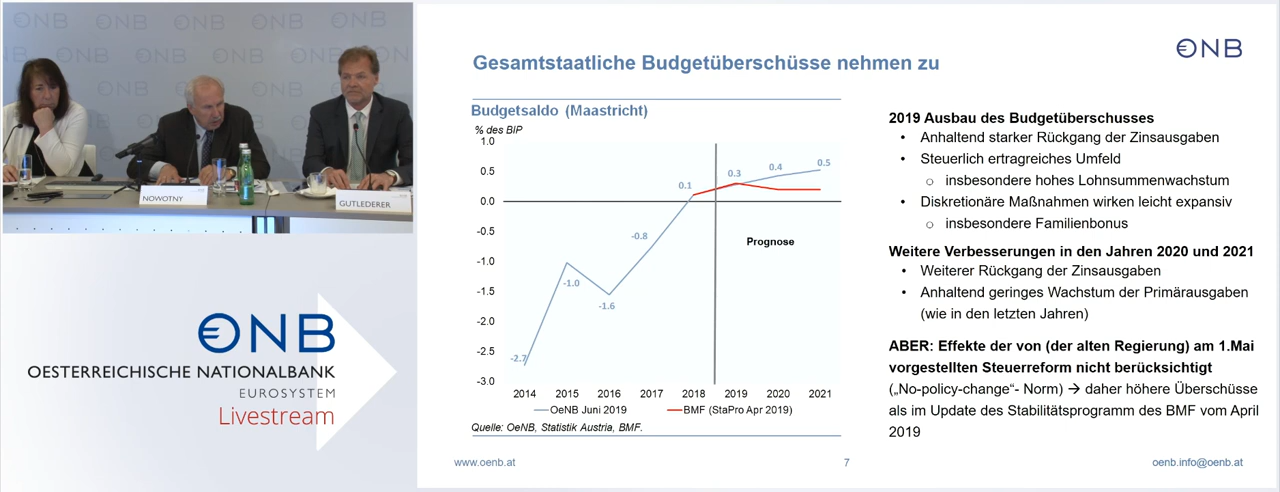 NOWOTNY
GUTLEDERER
€NB
OESTERREICHISCHE NATIONALBANK
EUROSYSTEM
Livestream
€NB
Gesamtstaatliche Budgetüberschüsse nehmen zu
Budgetsaldo (Maastricht)
% des BIP
1.0
0.5
0.0
-0.5
-1.0
-1.5
-2.0
-2.5
-3.0
-2.7
-1.0
-1.6
-0.8
0.1
0.3
0.4
0.5
Prognose
2014 2015 2016 2017 2018 2019 2020 2021
OeNB Juni 2019 BMF (StaPro Apr 2019)
Quelle: OeNB, Statistik Austria, BMF.
2019 Ausbau des Budgetüberschusses
• Anhaltend starker Rückgang der Zinsausgaben
• Steuerlich ertragreiches Umfeld
o insbesondere hohes Lohnsummenwachstum
• Diskretionäre Maßnahmen wirken leicht expansiv
o insbesondere Familienbonus
Weitere Verbesserungen in den Jahren 2020 und 2021
• Weiterer Rückgang der Zinsausgaben
• Anhaltend geringes Wachstum der Primärausgaben
(wie in den letzten Jahren)
ABER: Effekte der von (der alten Regierung) am 1.Mai
vorgestellten Steuerreform nicht berücksichtigt
(„No-policy-change“- Norm) → daher höhere Überschüsse
als im Update des Stabilitätsprogramm des BMF vom April
2019
www.oenb.at
7
oenb.info@oenb.at